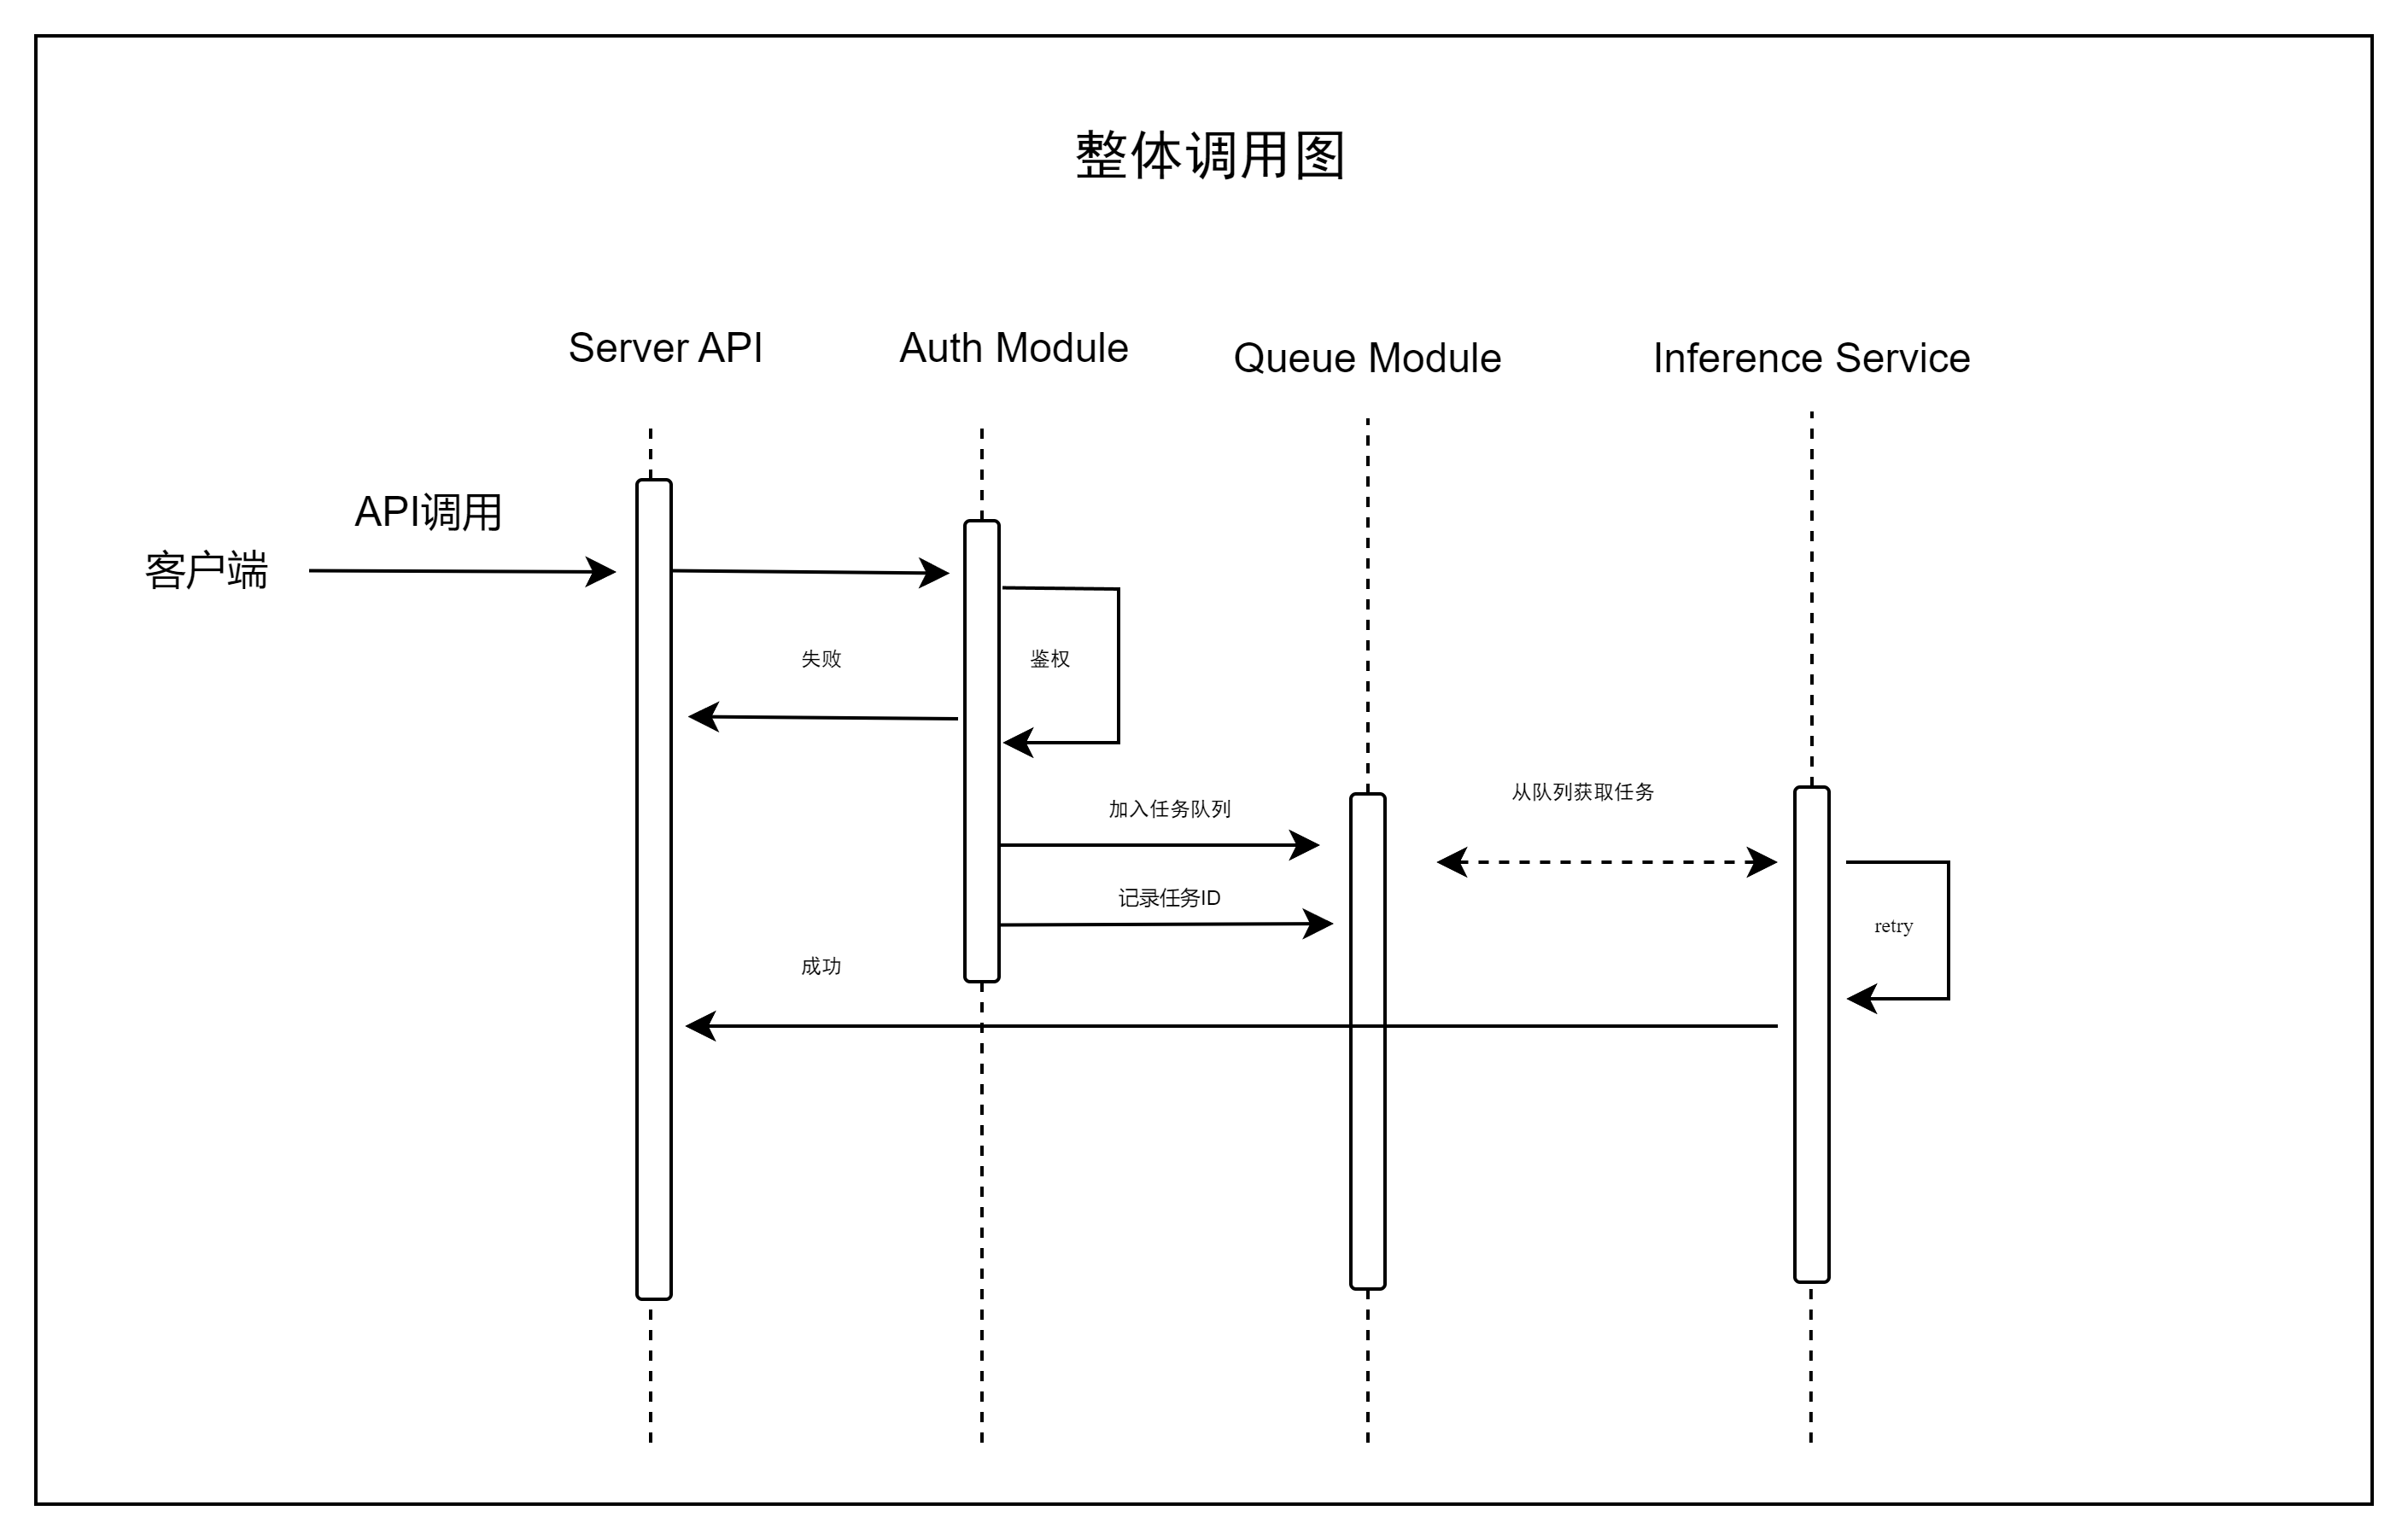 整体调用图
Server API
Auth Module
Queue Module
Inference Service
API调用
客户端
失败
鉴权
从队列获取任务
加入任务队列
记录任务ID
retry
成功